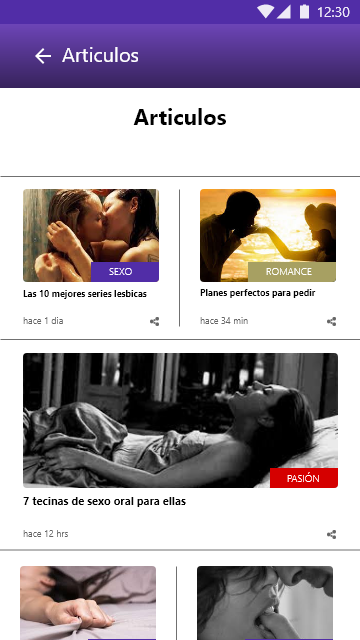 12:30
Articulos
Articulos
SEXO
ROMANCE
Las 10 mejores series lesbicas
Planes perfectos para pedir
hace 1 dia
hace 34 min
PASIÓN
7 tecinas de sexo oral para ellas
hace 12 hrs